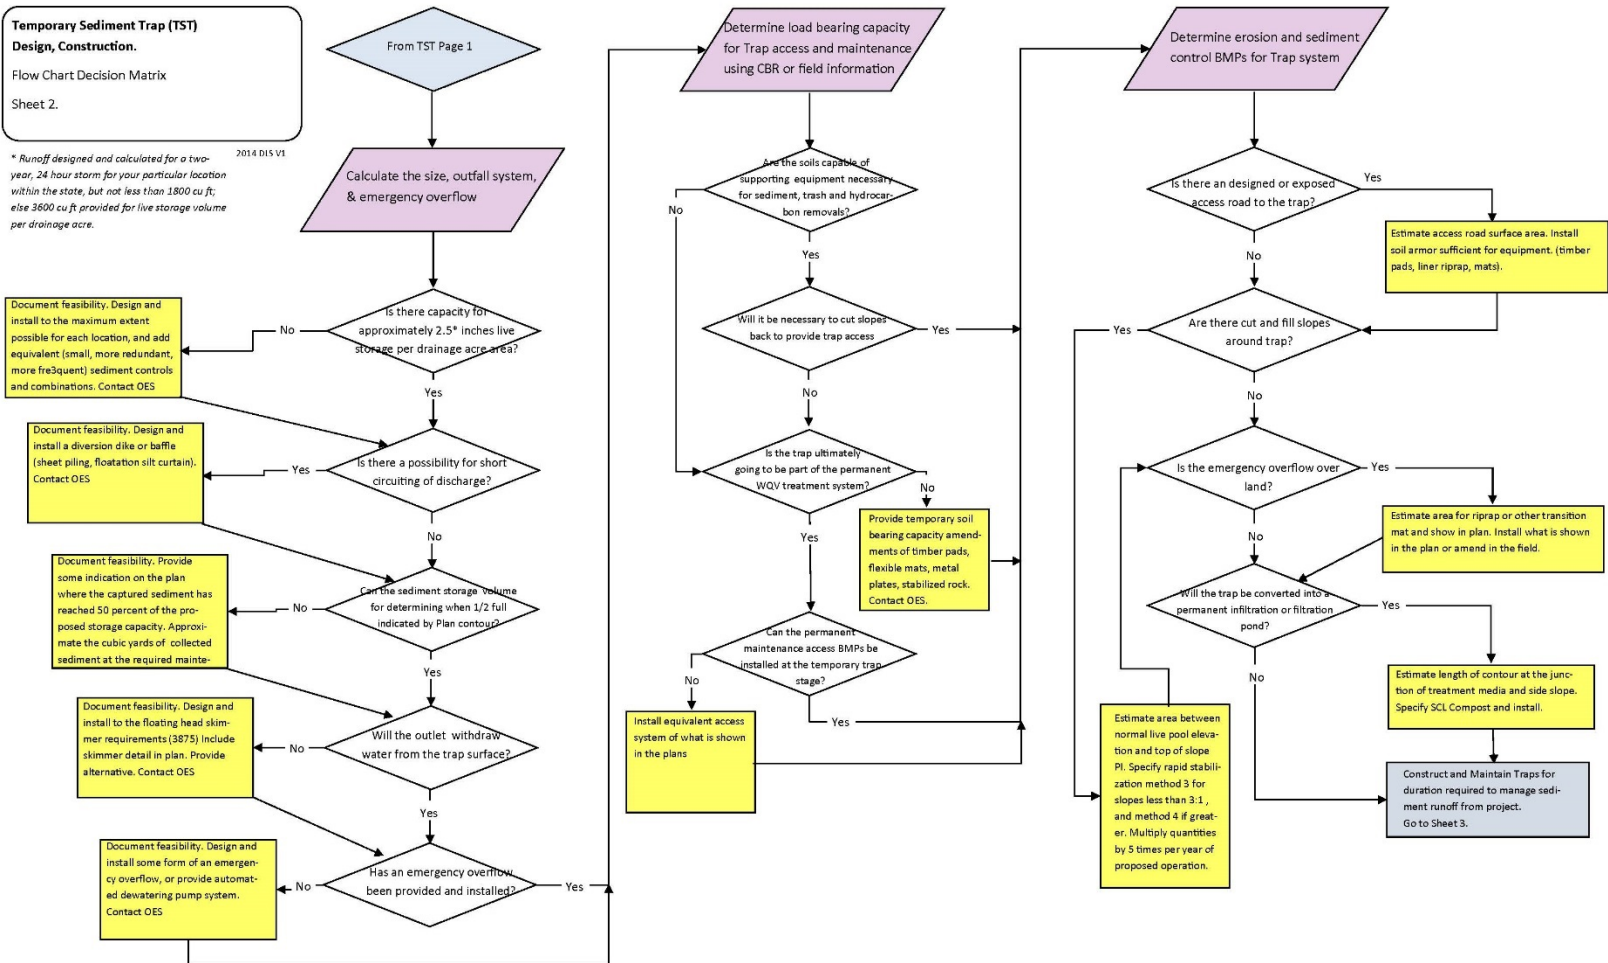 Temporary Sediment Trap (TST)
Design, Construction.
Flow Chart Decision Matrix
Sheet 2.
2014 DJS V1
* Runoff designed and calculated for a two-
year, 24 hour storm for your particular location
within the state, but not less than 1800 cu ft;
else 3600 cu ft provided for live storage volume
per drainage acre.
From TST Page 1
Calculate the size, outfall system,
& emergency overflow
Is there capacity for
approximately 2.5* inches live
storage per drainage acre area?
No
Document feasibility. Design and
install to the maximum extent
possible for each location, and add
equivalent (small, more redundant,
more fre3quent) sediment controls
and combinations. Contact OES
Yes
Is there a possibility for short
circuiting of discharge?
Yes
Document feasibility. Design and
install a diversion dike or baffle
(sheet piling, floatation silt curtain).
Contact OES
No
Can the sediment storage volume
for determining when 1/2 full
indicated by Plan contour?
No
Document feasibility. Provide
some indication on the plan
where the captured sediment has
reached 50 percent of the pro-
posed storage capacity. Approxi-
mate the cubic yards of collected
sediment at the required mainte-
Yes
Will the outlet withdraw
water from the trap surface?
No
Document feasibility. Design and
install to the floating head skim-
mer requirements (3875) Include
skimmer detail in plan. Provide
alternative. Contact OES
Yes
Has an emergency overflow
been provided and installed?
No
Document feasibility. Design and
install some form of an emergen-
cy overflow, or provide automat-
ed dewatering pump system.
Contact OES
Yes
Determine load bearing capacity
for Trap access and maintenance
using CBR or field information
Are the soils capable of
supporting equipment necessary
for sediment, trash and hydrocar-
bon removals?
No
Yes
Will it be necessary to cut slopes
back to provide trap access
Yes
No
Is the trap ultimately
going to be part of the permanent
WQV treatment system?
No
Provide temporary soil
bearing capacity amend-
ments of timber pads,
flexible mats, metal
plates, stabilized rock.
Contact OES.
Yes
Can the permanent
maintenance access BMPs be
installed at the temporary trap
stage?
No
Install equivalent access
system of what is shown
in the plans
Yes
Determine erosion and sediment
control BMPs for Trap system
Is there an designed or exposed
access road to the trap?
Yes
Estimate access road surface area. Install
soil armor sufficient for equipment. (timber
pads, liner riprap, mats).
No
Are there cut and fill slopes
around trap?
Yes
No
Is the emergency overflow over
land?
Yes
Estimate area for riprap or other transition
mat and show in plan. Install what is shown
in the plan or amend in the field.
No
Will the trap be converted into a
permanent infiltration or filtration
pond?
Yes
Estimate length of contour at the junc-
tion of treatment media and side slope.
Specify SCL Compost and install.
No
Estimate area between
normal live pool eleva-
tion and top of slope
PI. Specify rapid stabili-
zation method 3 for
slopes less than 3:1 ,
and method 4 if great-
er. Multiply quantities
by 5 times per year of
proposed operation.
Construct and Maintain Traps for
duration required to manage sedi-
ment runoff from project.
Go to Sheet 3.